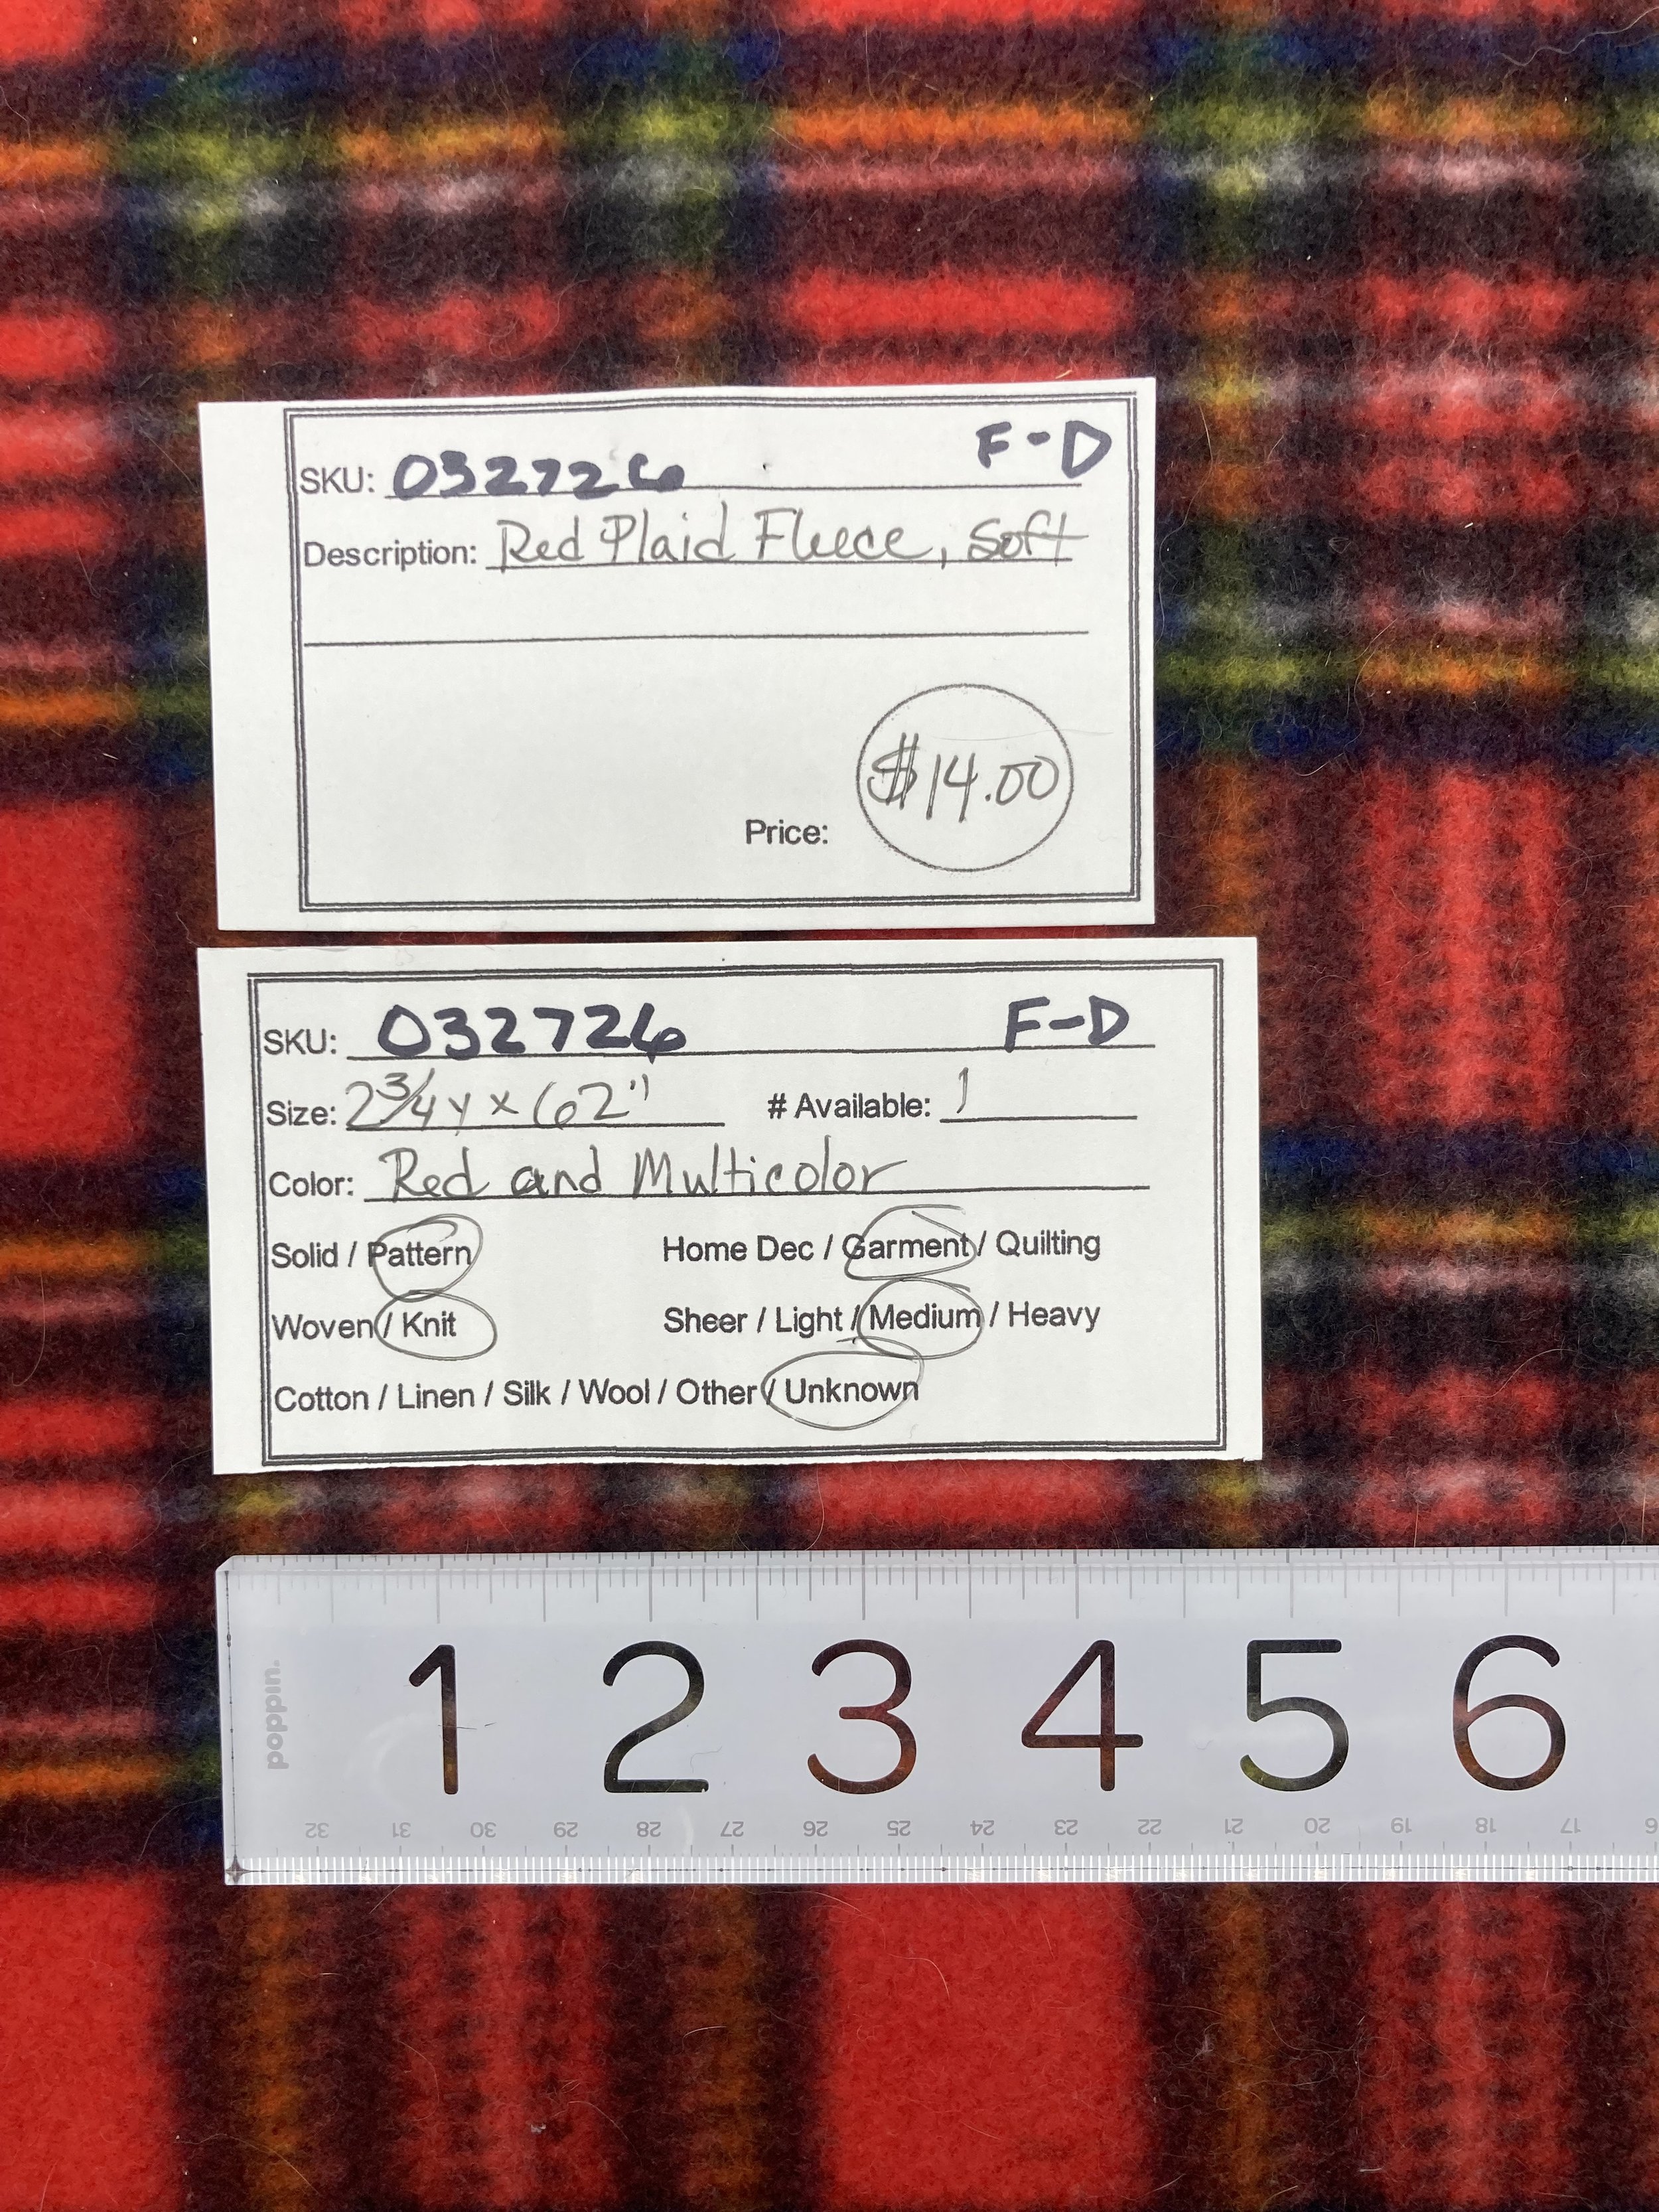 F-D
SKU: 032726
Description: Red Plaid Fleece, Soft
$14.00
Price:
SKU: 032726 F-D
Size: 2 3/4 y x 62" # Available: 1
Color: Red and Multicolor
Solid / Pattern Home Dec / Garment / Quilting
Woven / Knit Sheer / Light / Medium / Heavy
Cotton / Linen / Silk / Wool / Other / Unknown
poppin.
1 2 3 4 5 6
32 31 30 29 28 27 26 25 24 23 22 21 20 19 18 17